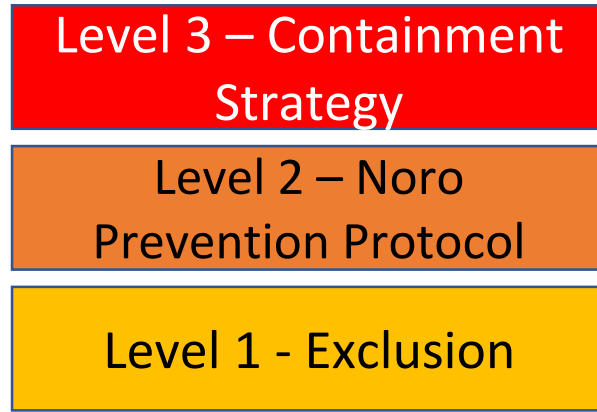 Level 3 – Containment
Strategy
Level 2 – Noro
Prevention Protocol
Level 1 - Exclusion